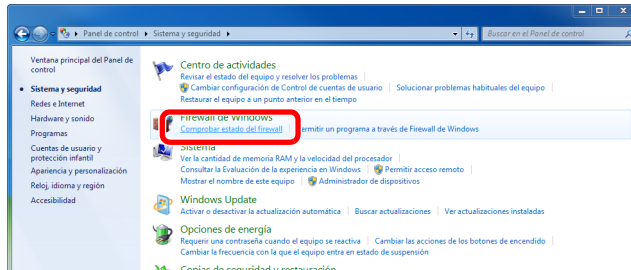 Panel de control ▸ Sistema y seguridad ▸
Buscar en el Panel de control
Ventana principal del Panel de
control
Sistema y seguridad
Redes e Internet
Hardware y sonido
Programas
Cuentas de usuario y
protección infantil
Apariencia y personalización
Reloj, idioma y región
Accesibilidad
Centro de actividades
Revisar el estado del equipo y resolver los problemas
Cambiar configuración de Control de cuentas de usuario | Solucionar problemas habituales del equipo
Restaurar el equipo a un punto anterior en el tiempo
Firewall de Windows
Comprobar estado del firewall | Permitir un programa a través de Firewall de Windows
Sistema
Ver la cantidad de memoria RAM y la velocidad del procesador
Consultar la Evaluación de la experiencia en Windows | Permitir acceso remoto
Mostrar el nombre de este equipo | Administrador de dispositivos
Windows Update
Activar o desactivar la actualización automática | Buscar actualizaciones | Ver actualizaciones instaladas
Opciones de energía
Requerir una contraseña cuando el equipo se reactiva | Cambiar las acciones de los botones de encendido
Cambiar la frecuencia con la que el equipo entra en estado de suspensión
Copias de seguridad y restauración